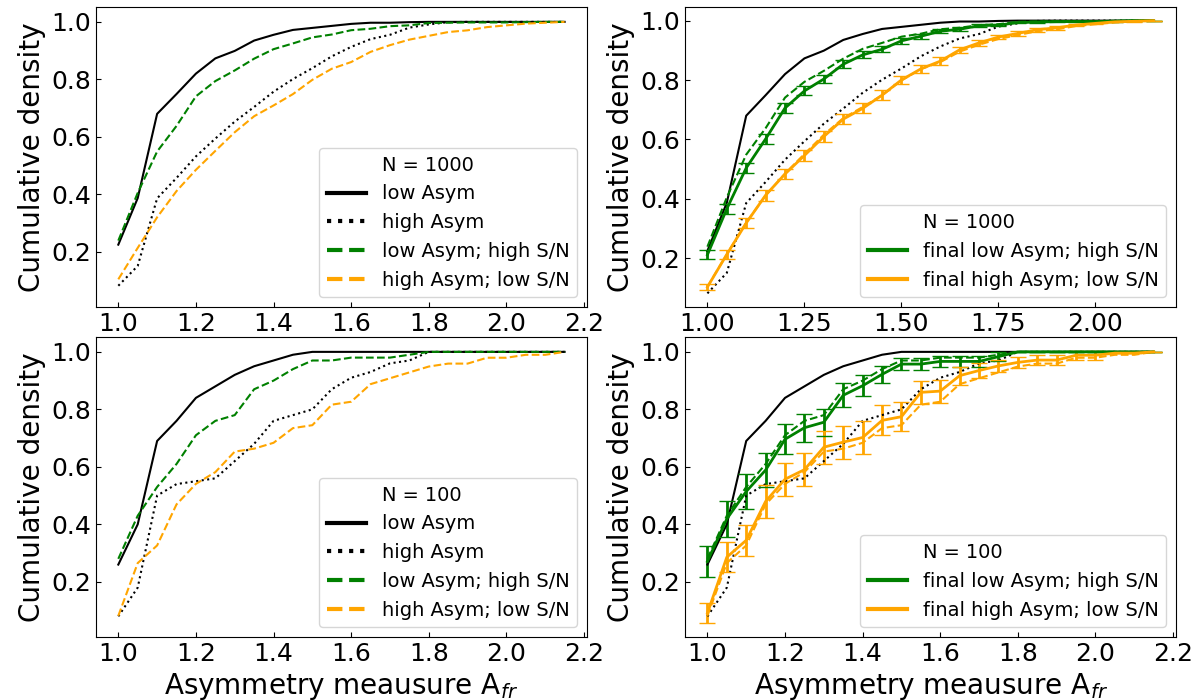 Cumulative density
1.0
0.8
0.6
0.4
0.2
N = 1000
low Asym
high Asym
low Asym; high S/N
high Asym; low S/N
1.0 1.2 1.4 1.6 1.8 2.0 2.2
Cumulative density
1.0
0.8
0.6
0.4
0.2
N = 1000
final low Asym; high S/N
final high Asym; low S/N
1.00 1.25 1.50 1.75 2.00
Cumulative density
1.0
0.8
0.6
0.4
0.2
N = 100
low Asym
high Asym
low Asym; high S/N
high Asym; low S/N
1.0 1.2 1.4 1.6 1.8 2.0 2.2
Asymmetry meausure A_fr
Cumulative density
1.0
0.8
0.6
0.4
0.2
N = 100
final low Asym; high S/N
final high Asym; low S/N
1.0 1.2 1.4 1.6 1.8 2.0 2.2
Asymmetry meausure A_fr